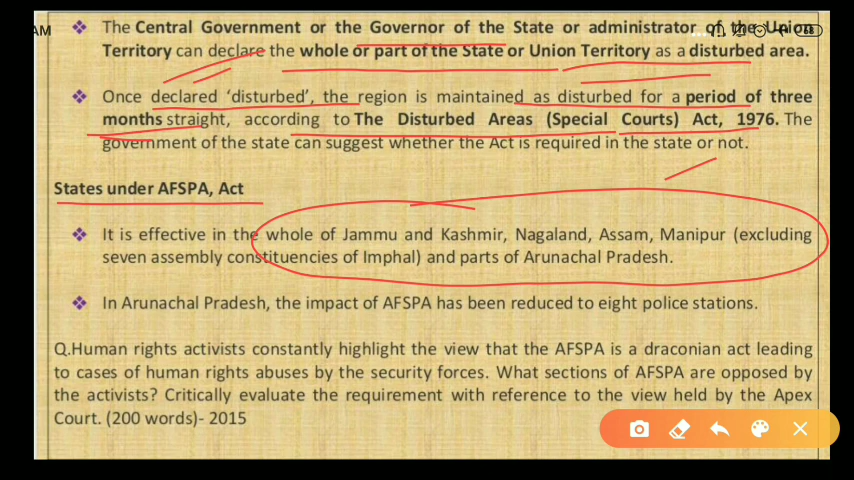 The Central Government or the Governor of the State or administrator of the Union
AM
68
Territory can declare the whole or part of the State or Union Territory as a disturbed area.
Once declared ‘disturbed’, the region is maintained as disturbed for a period of three
months straight, according to The Disturbed Areas (Special Courts) Act, 1976. The
government of the state can suggest whether the Act is required in the state or not.
States under AFSPA, Act
It is effective in the whole of Jammu and Kashmir, Nagaland, Assam, Manipur (excluding
seven assembly constituencies of Imphal) and parts of Arunachal Pradesh.
In Arunachal Pradesh, the impact of AFSPA has been reduced to eight police stations.
Q.Human rights activists constantly highlight the view that the AFSPA is a draconian act leading
to cases of human rights abuses by the security forces. What sections of AFSPA are opposed by
the activists? Critically evaluate the requirement with reference to the view held by the Apex
Court. (200 words)- 2015